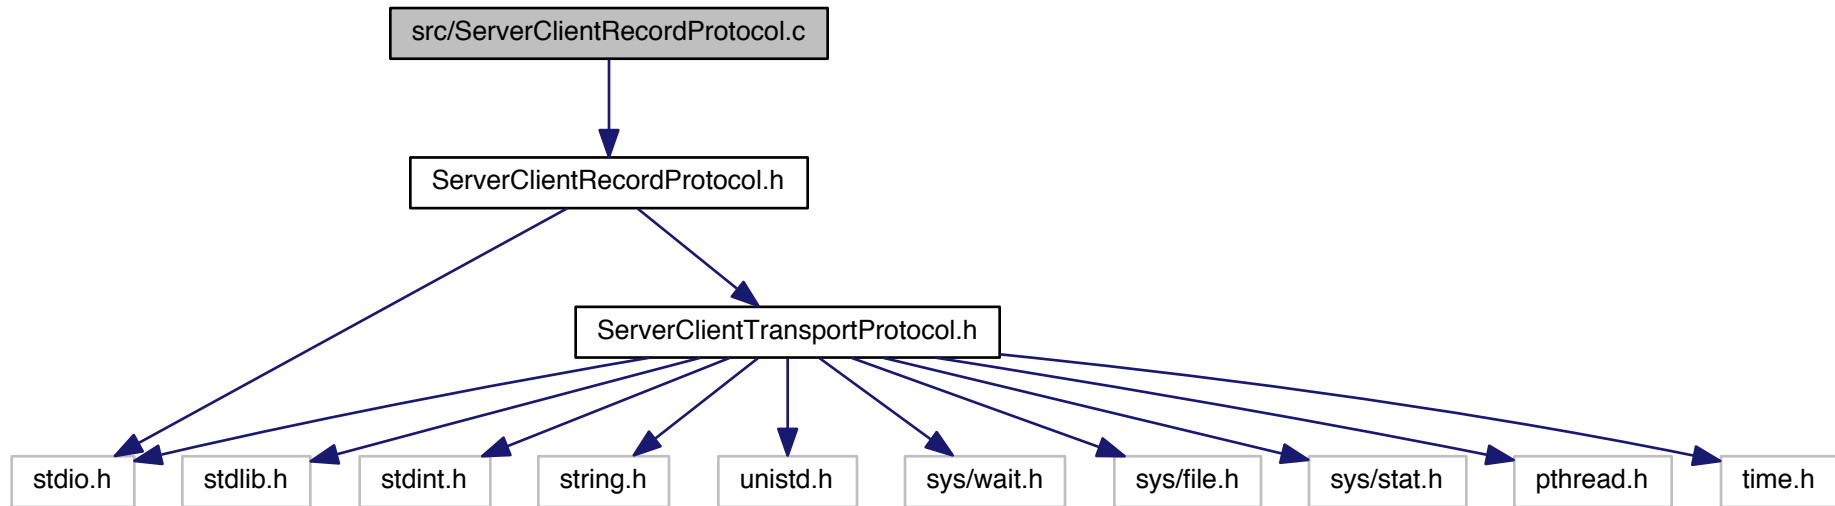 src/ServerClientRecordProtocol.c
ServerClientRecordProtocol.h
ServerClientTransportProtocol.h
stdio.h
stdlib.h
stdint.h
string.h
unistd.h
sys/wait.h
sys/file.h
sys/stat.h
pthread.h
time.h